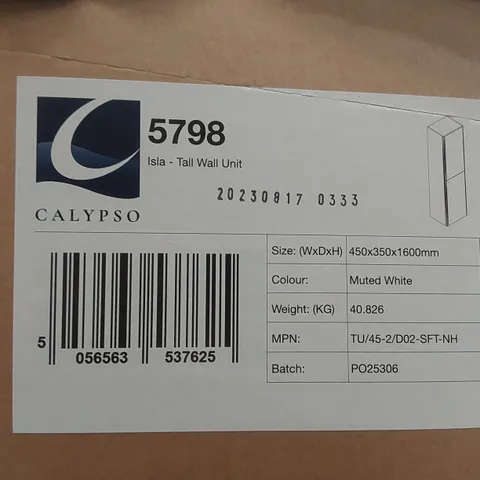 5798
Isla - Tall Wall Unit
20230817 0333
CALYPSO
Size: (WxDxH) 450x350x1600mm
Colour: Muted White
Weight: (KG) 40.826
MPN: TU/45-2/D02-SFT-NH
Batch: PO25306
5 056563 537625